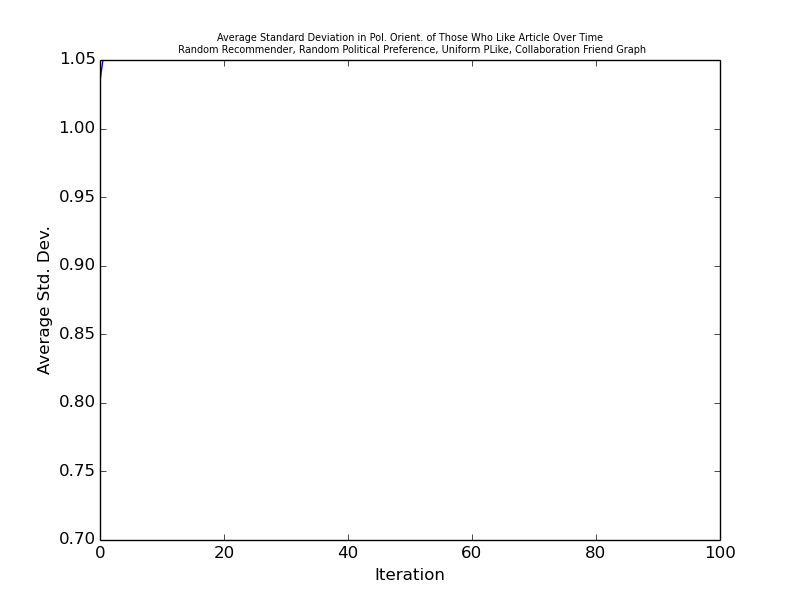 Average Standard Deviation in Pol. Orient. of Those Who Like Article Over Time
Random Recommender, Random Political Preference, Uniform PLike, Collaboration Friend Graph
1.05
1.00
0.95
0.90
0.85
0.80
0.75
0.70
Average Std. Dev.
0 20 40 60 80 100
Iteration